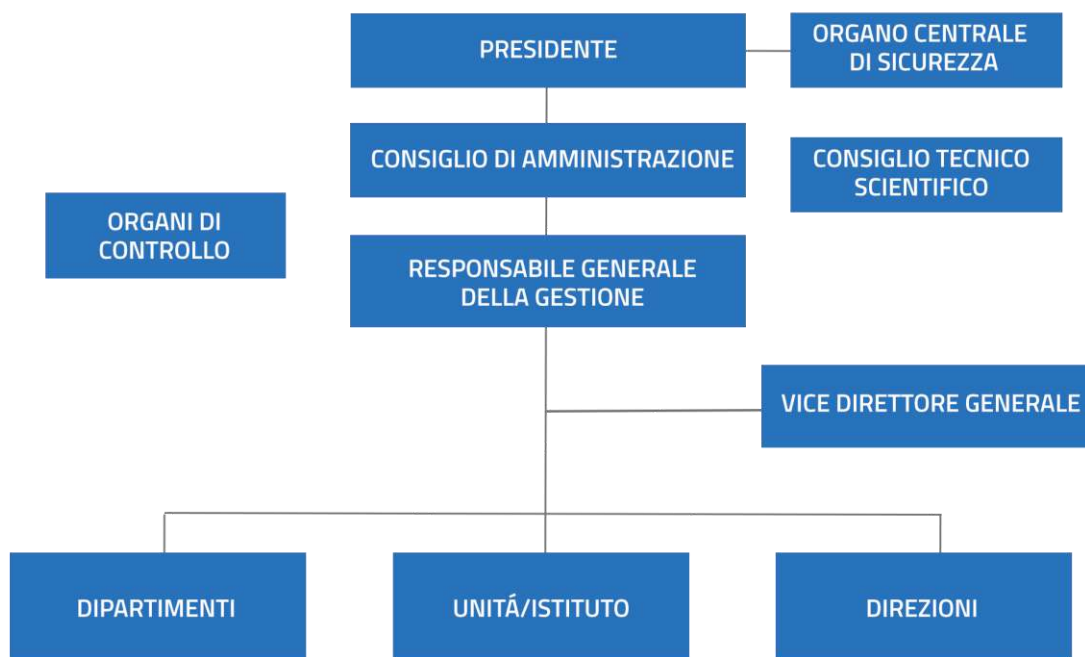 PRESIDENTE
ORGANO CENTRALE
DI SICUREZZA
CONSIGLIO DI AMMINISTRAZIONE
CONSIGLIO TECNICO
SCIENTIFICO
ORGANI DI
CONTROLLO
RESPONSABILE GENERALE
DELLA GESTIONE
VICE DIRETTORE GENERALE
DIPARTIMENTI
UNITÁ/ISTITUTO
DIREZIONI